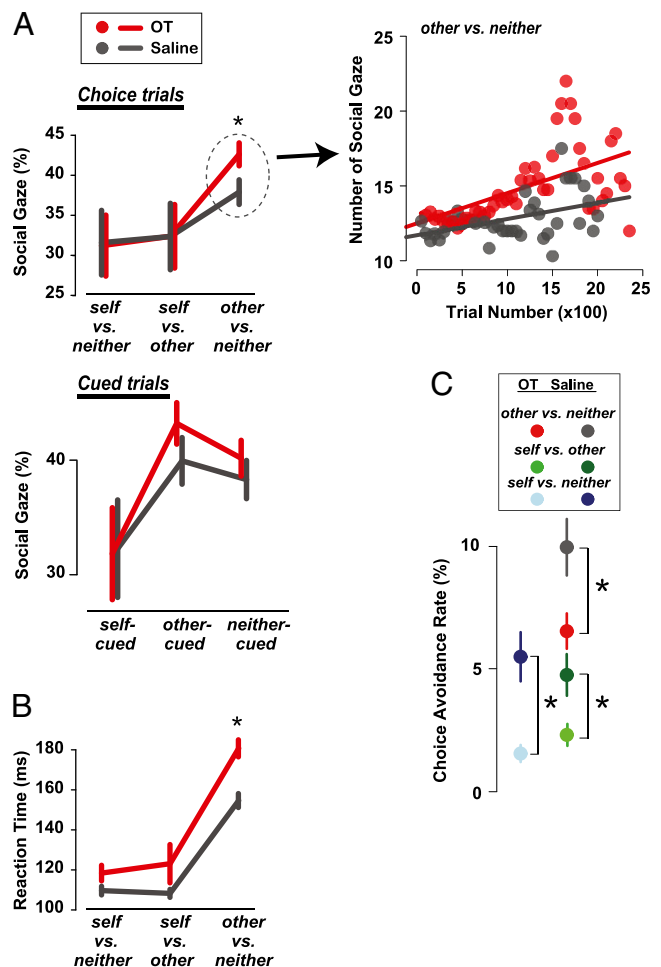 A
OT
Saline
Choice trials
*
Social Gaze (%)
45
40
35
30
25
self vs. neither
self vs. other
other vs. neither
other vs. neither
Number of Social Gaze
25
20
15
10
0 5 10 15 20 25
Trial Number (x100)
Cued trials
Social Gaze (%)
40
30
self-cued
other-cued
neither-cued
B
*
Reaction Time (ms)
180
160
140
120
100
self vs. neither
self vs. other
other vs. neither
C
OT Saline
other vs. neither
self vs. other
self vs. neither
Choice Avoidance Rate (%)
10
5
0
*
*
*